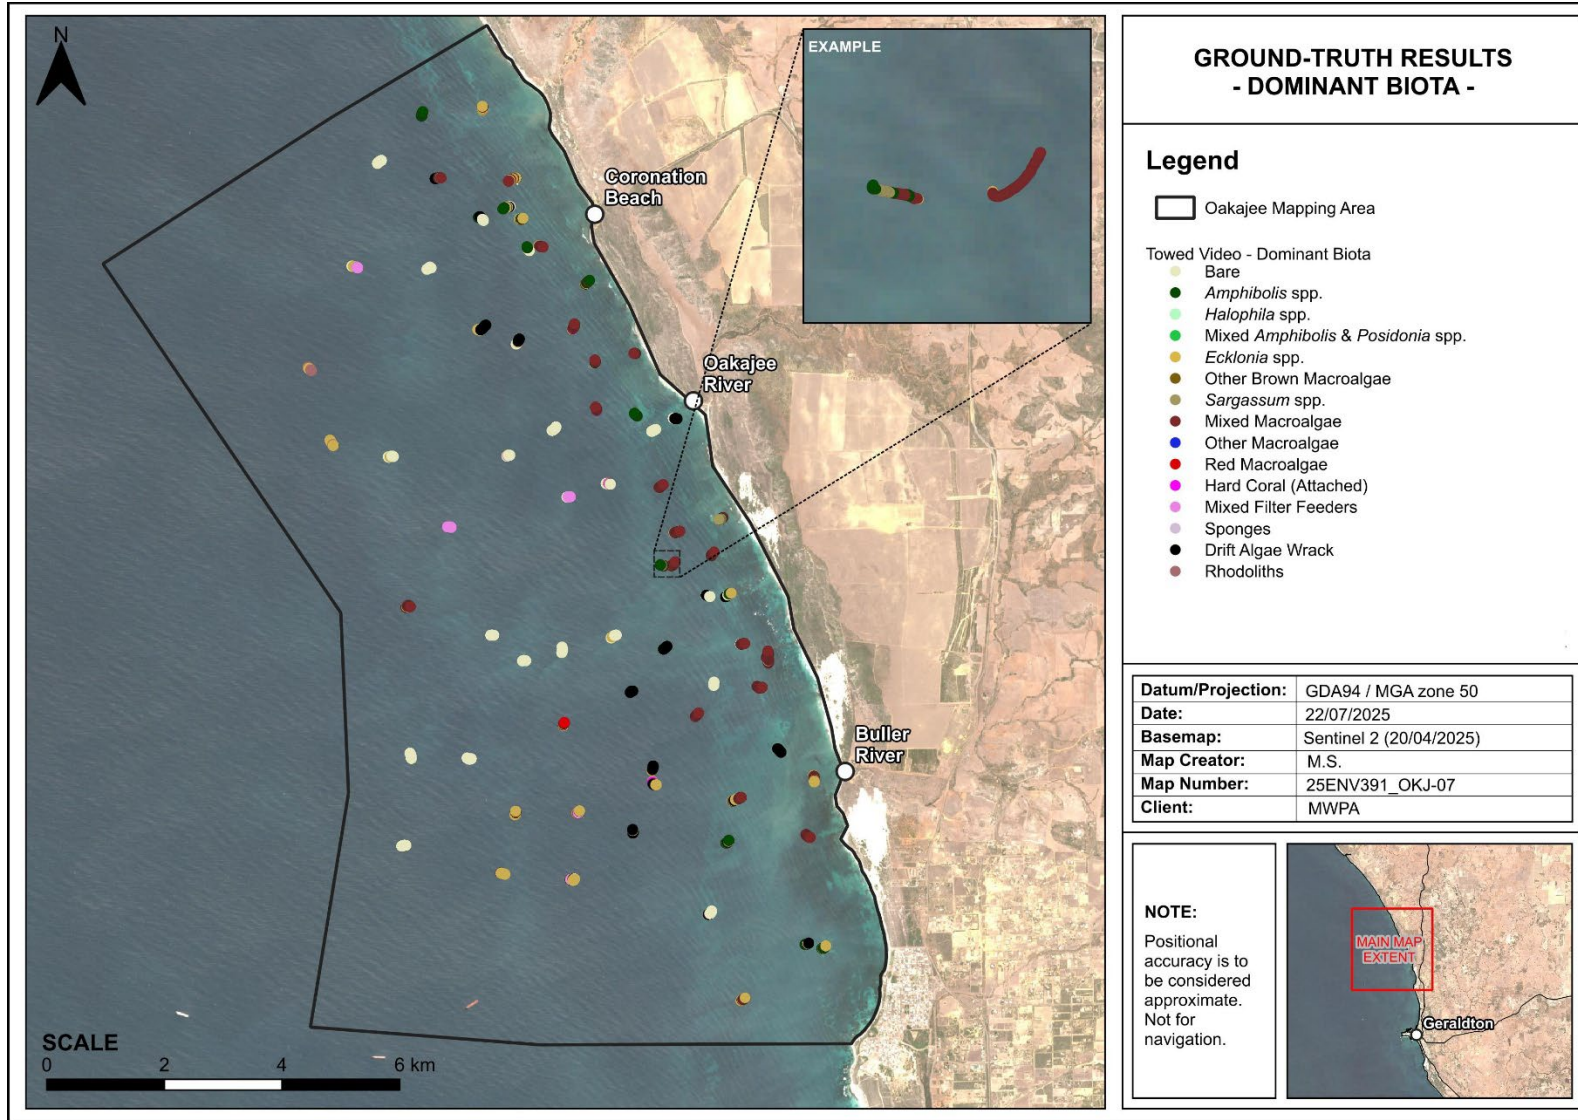 N
EXAMPLE
Coronation
Beach
Oakajee
River
Buller
River
SCALE
0 2 4 6 km
GROUND-TRUTH RESULTS
- DOMINANT BIOTA -
Legend
Oakajee Mapping Area
Towed Video - Dominant Biota
Bare
Amphibolis spp.
Halophila spp.
Mixed Amphibolis & Posidonia spp.
Ecklonia spp.
Other Brown Macroalgae
Sargassum spp.
Mixed Macroalgae
Other Macroalgae
Red Macroalgae
Hard Coral (Attached)
Mixed Filter Feeders
Sponges
Drift Algae Wrack
Rhodoliths
Datum/Projection: GDA94 / MGA zone 50
Date: 22/07/2025
Basemap: Sentinel 2 (20/04/2025)
Map Creator: M.S.
Map Number: 25ENV391_OKJ-07
Client: MWPA
NOTE:
Positional
accuracy is to
be considered
approximate.
Not for
navigation.
MAIN MAP
EXTENT
Geraldton